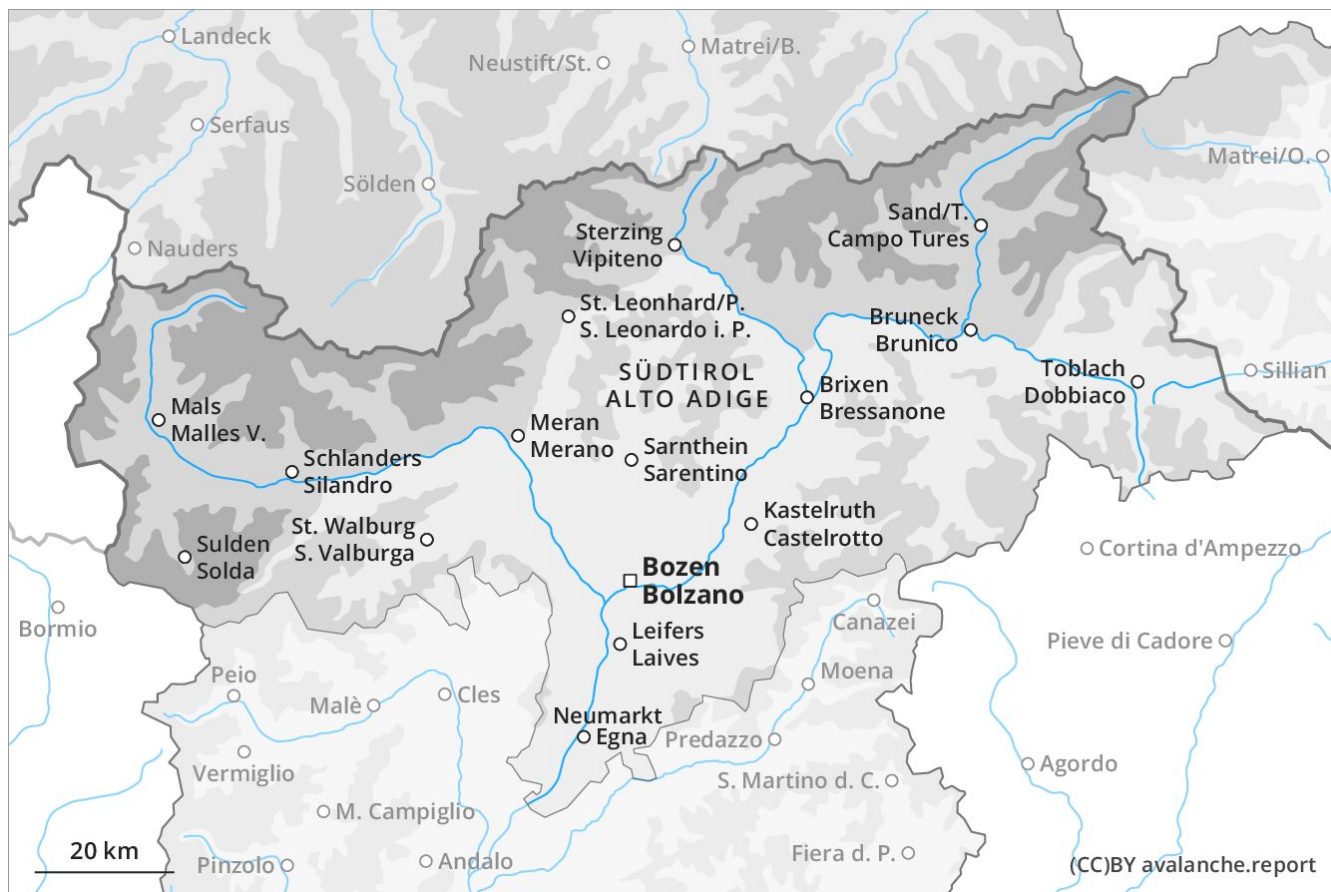 Landeck
Matrei/B.
Neustift/St.
Serfaus
Matrei/O.
Sölden
Nauders
Sand/T.
Campo Tures
Sterzing
Vipiteno
St. Leonhard/P.
S. Leonardo i. P.
Bruneck
Brunico
SÜDTIROL
ALTO ADIGE
Toblach
Dobbiaco
Sillian
Brixen
Bressanone
Mals
Malles V.
Meran
Merano
Sarnthein
Sarentino
Schlanders
Silandro
Kastelruth
Castelrotto
St. Walburg
S. Valburga
Sulden
Solda
Cortina d'Ampezzo
Bozen
Bolzano
Bormio
Canazei
Leifers
Laives
Pieve di Cadore
Peio
Moena
Malè
Cles
Neumarkt
Egna
Predazzo
Vermiglio
Agordo
S. Martino d. C.
M. Campiglio
20 km
Pinzolo
Andalo
Fiera d. P.
(CC)BY avalanche.report